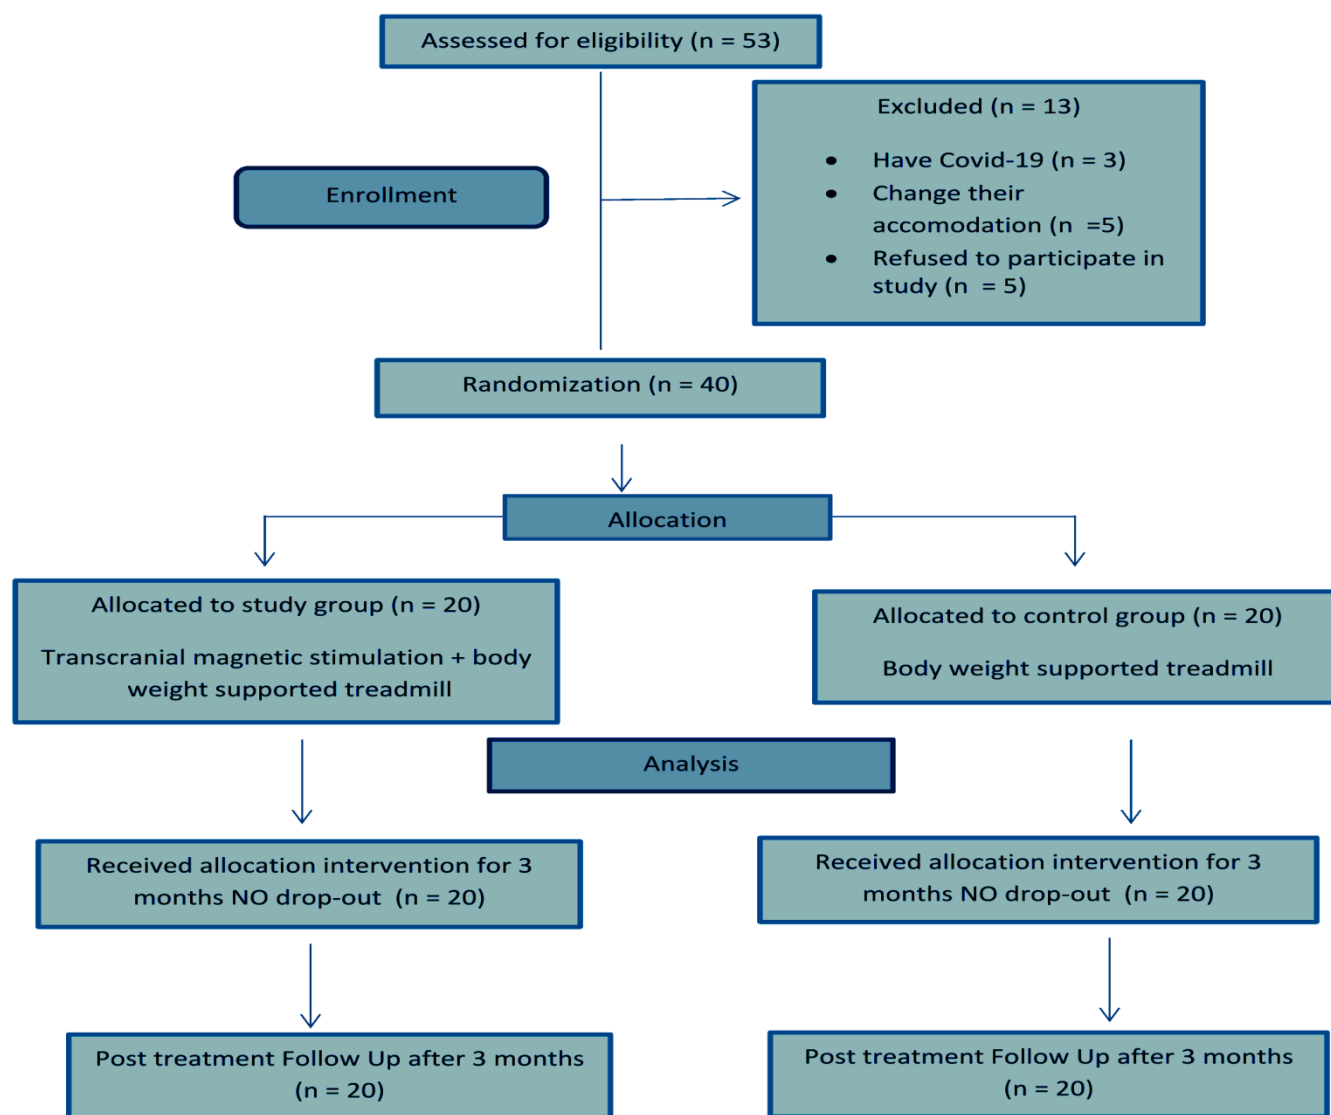 Assessed for eligibility (n = 53)
Excluded (n = 13)
• Have Covid-19 (n = 3)
• Change their
accomodation (n  =5)
• Refused to participate in
study (n  = 5)
Enrollment
Randomization (n = 40)
Allocation
Allocated to study group (n = 20)
Transcranial magnetic stimulation + body
weight supported treadmill
Allocated to control group (n = 20)
Body weight supported treadmill
Analysis
Received allocation intervention for 3
months NO drop-out  (n = 20)
Received allocation intervention for 3
months NO drop-out  (n = 20)
Post treatment Follow Up after 3 months
(n = 20)
Post treatment Follow Up after 3 months
(n = 20)